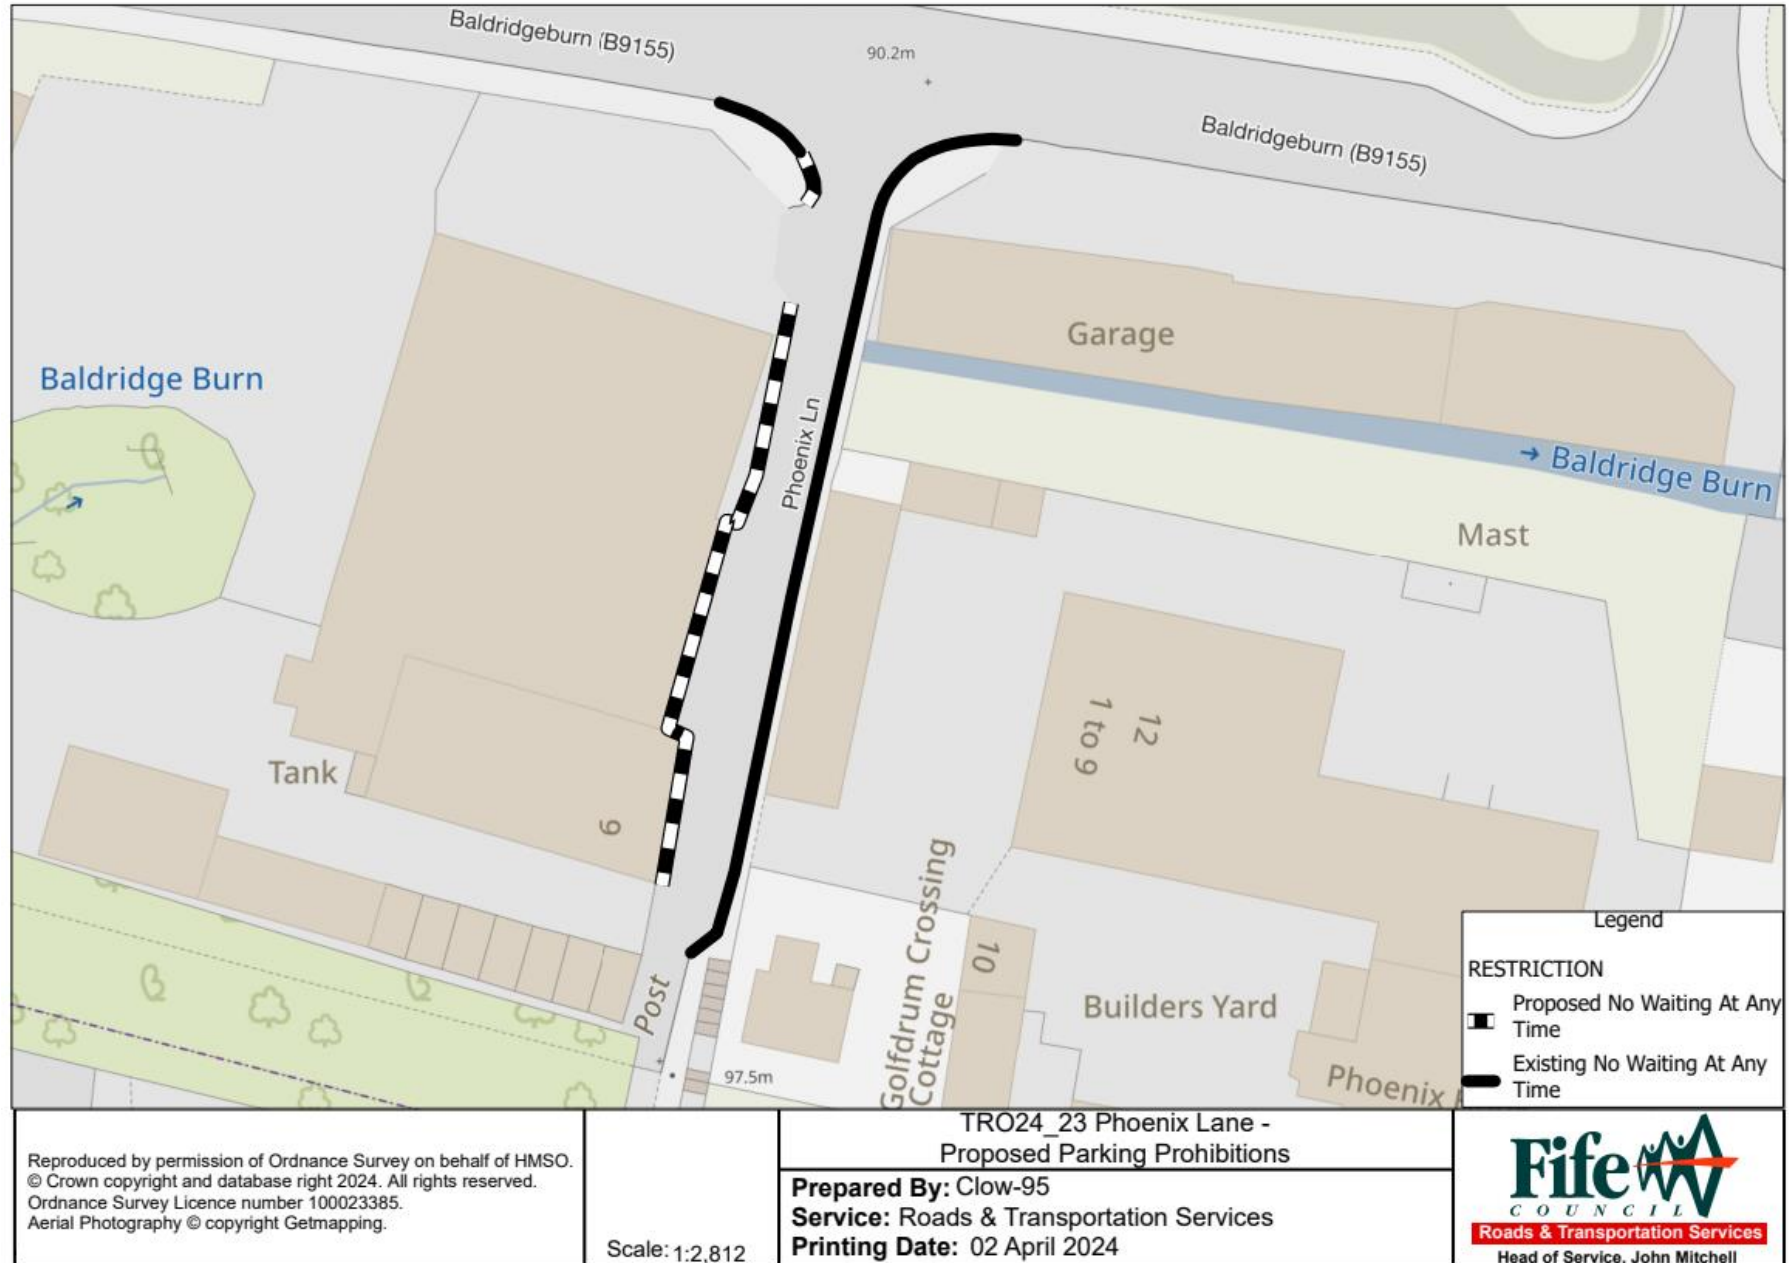 Baldridgeburn (B9155)
90.2m
Baldridgeburn (B9155)
Garage
Baldridge Burn
Phoenix Ln
→ Baldridge Burn
Mast
12
1 to 9
Tank
9
Golfdrum Crossing
Cottage
10
Post
Builders Yard
97.5m
Phoenix
Legend
RESTRICTION
Proposed No Waiting At Any
Time
Existing No Waiting At Any
Time
Reproduced by permission of Ordnance Survey on behalf of HMSO.
© Crown copyright and database right 2024. All rights reserved.
Ordnance Survey Licence number 100023385.
Aerial Photography © copyright Getmapping.
Scale: 1:2,812
TRO24_23 Phoenix Lane -
Proposed Parking Prohibitions
Prepared By: Clow-95
Service: Roads & Transportation Services
Printing Date: 02 April 2024
Fife
COUNCIL
Roads & Transportation Services
Head of Service, John Mitchell